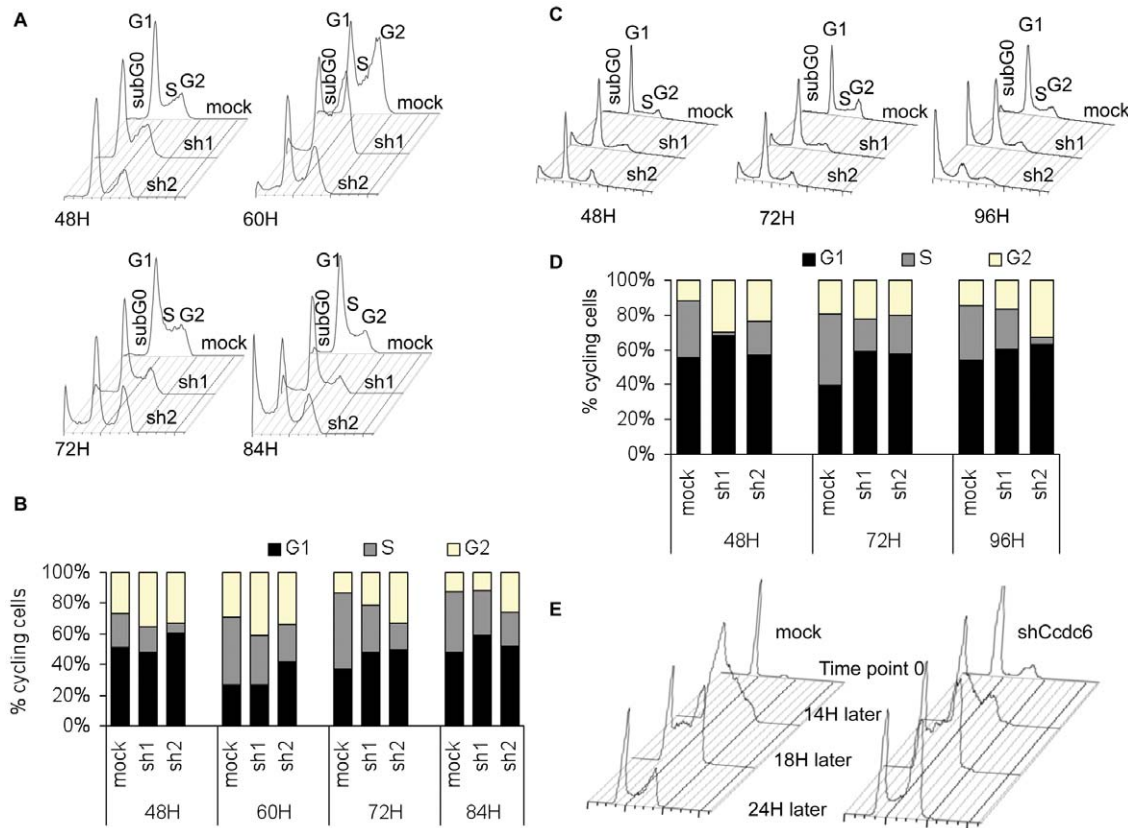 A
G1
subG0
S
G2
mock
sh1
sh2
48H
G1
subG0
S
G2
mock
sh1
sh2
60H
G1
subG0
S
G2
mock
sh1
sh2
72H
G1
subG0
S
G2
mock
sh1
sh2
84H
B
G1 S G2
% cycling cells
100%
80%
60%
40%
20%
0%
mock sh1 sh2 mock sh1 sh2 mock sh1 sh2 mock sh1 sh2
48H 60H 72H 84H
C
G1
subG0
S
G2
mock
sh1
sh2
48H
G1
subG0
S
G2
mock
sh1
sh2
72H
G1
subG0
S
G2
mock
sh1
sh2
96H
D
G1 S G2
% cycling cells
100%
80%
60%
40%
20%
0%
mock sh1 sh2 mock sh1 sh2 mock sh1 sh2
48H 72H 96H
E
mock
shCcdc6
Time point 0
14H later
18H later
24H later